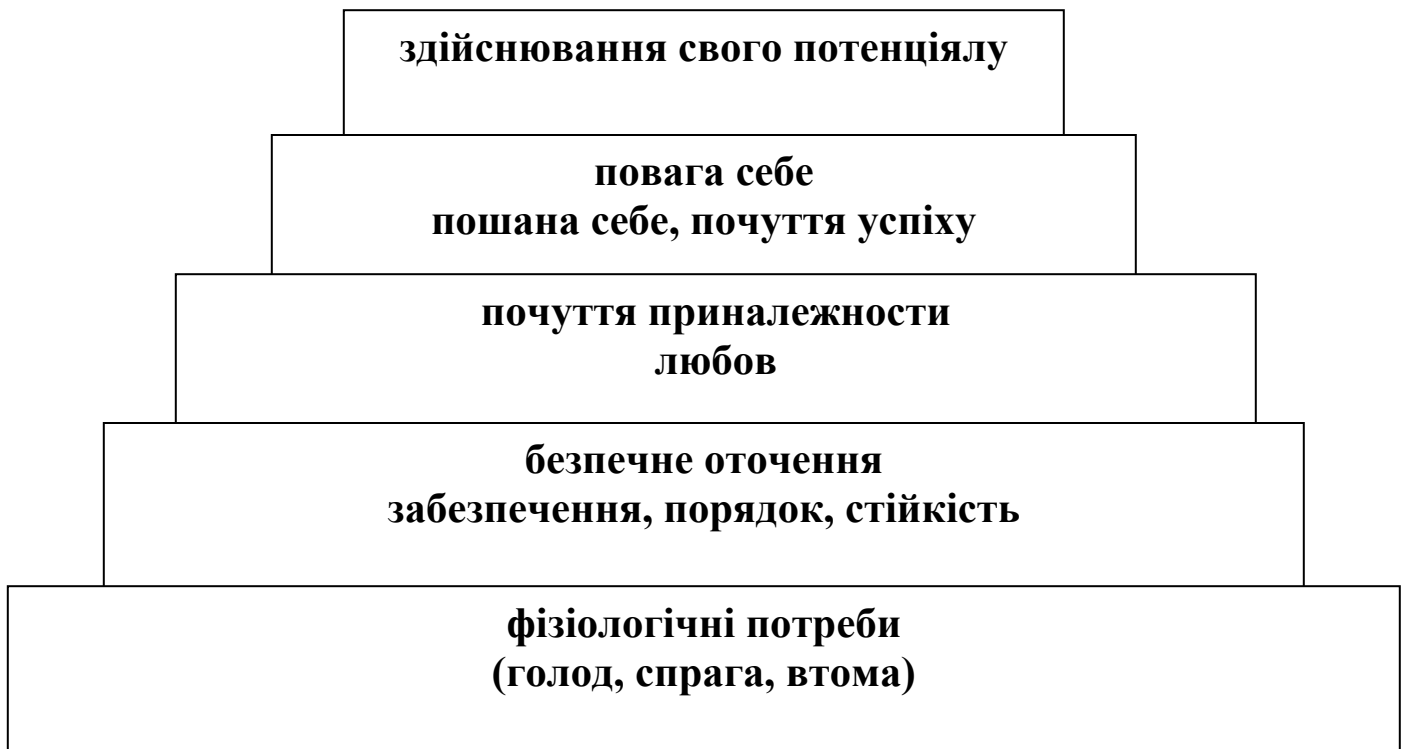 здійснювання свого потенціялу
повага себе
пошана себе, почуття успіху
почуття приналежности
любов
безпечне оточення
забезпечення, порядок, стійкість
фізіологічні потреби
(голод, спрага, втома)